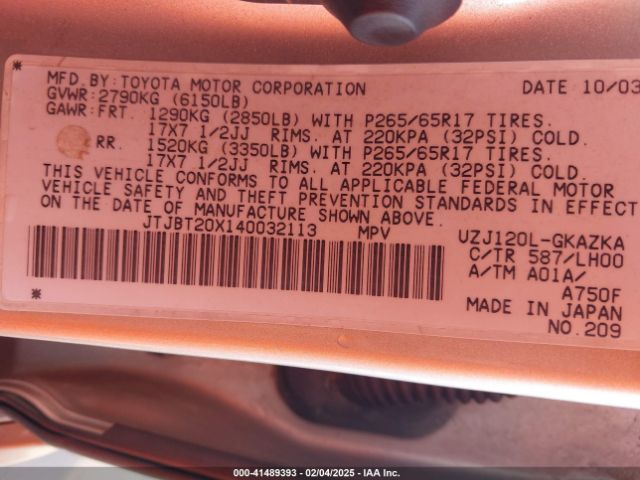 MFD.BY:TOYOTA MOTOR CORPORATION DATE 10/03
GVWR:2790KG (6150LB)
GAWR:FRT. 1290KG (2850LB) WITH P265/65R17 TIRES.
17X7 1/2JJ RIMS. AT 220KPA (32PSI) COLD.
RR. 1520KG (3350LB) WITH P265/65R17 TIRES.
17X7 1/2JJ RIMS. AT 220KPA (32PSI) COLD.
THIS VEHICLE CONFORMS TO ALL APPLICABLE FEDERAL MOTOR
VEHICLE SAFETY AND THEFT PREVENTION STANDARDS IN EFFECT
ON THE DATE OF MANUFACTURE SHOWN ABOVE.
JTJBT20X140032113 MPV UZJ120L-GKAZKA
C/TR 587/LH00
A/TM A01A/
A750F
MADE IN JAPAN
NO.209
000-41489393 - 02/04/2025 - IAA Inc.